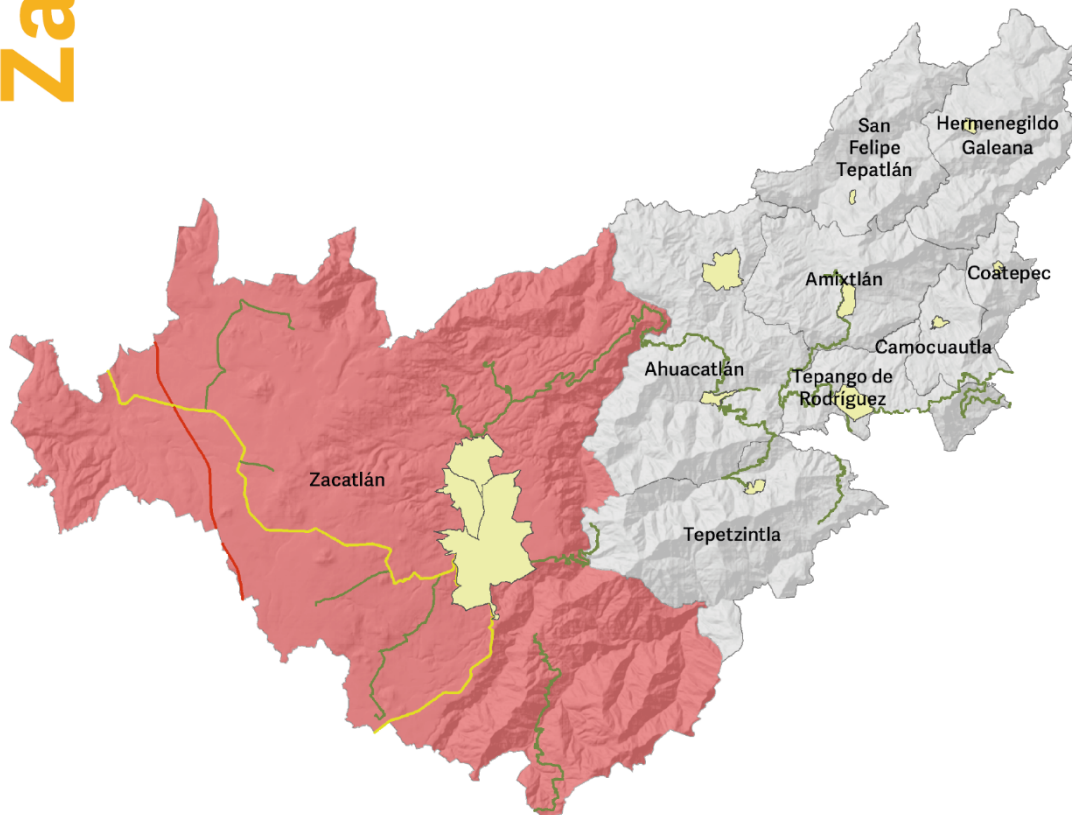 Za
San
Felipe
Tepatlán
Hermenegildo
Galeana
Amixtlán
Coatepec
Camocuautla
Ahuacatlán
Tepango de
Rodríguez
Zacatlán
Tepetzintla